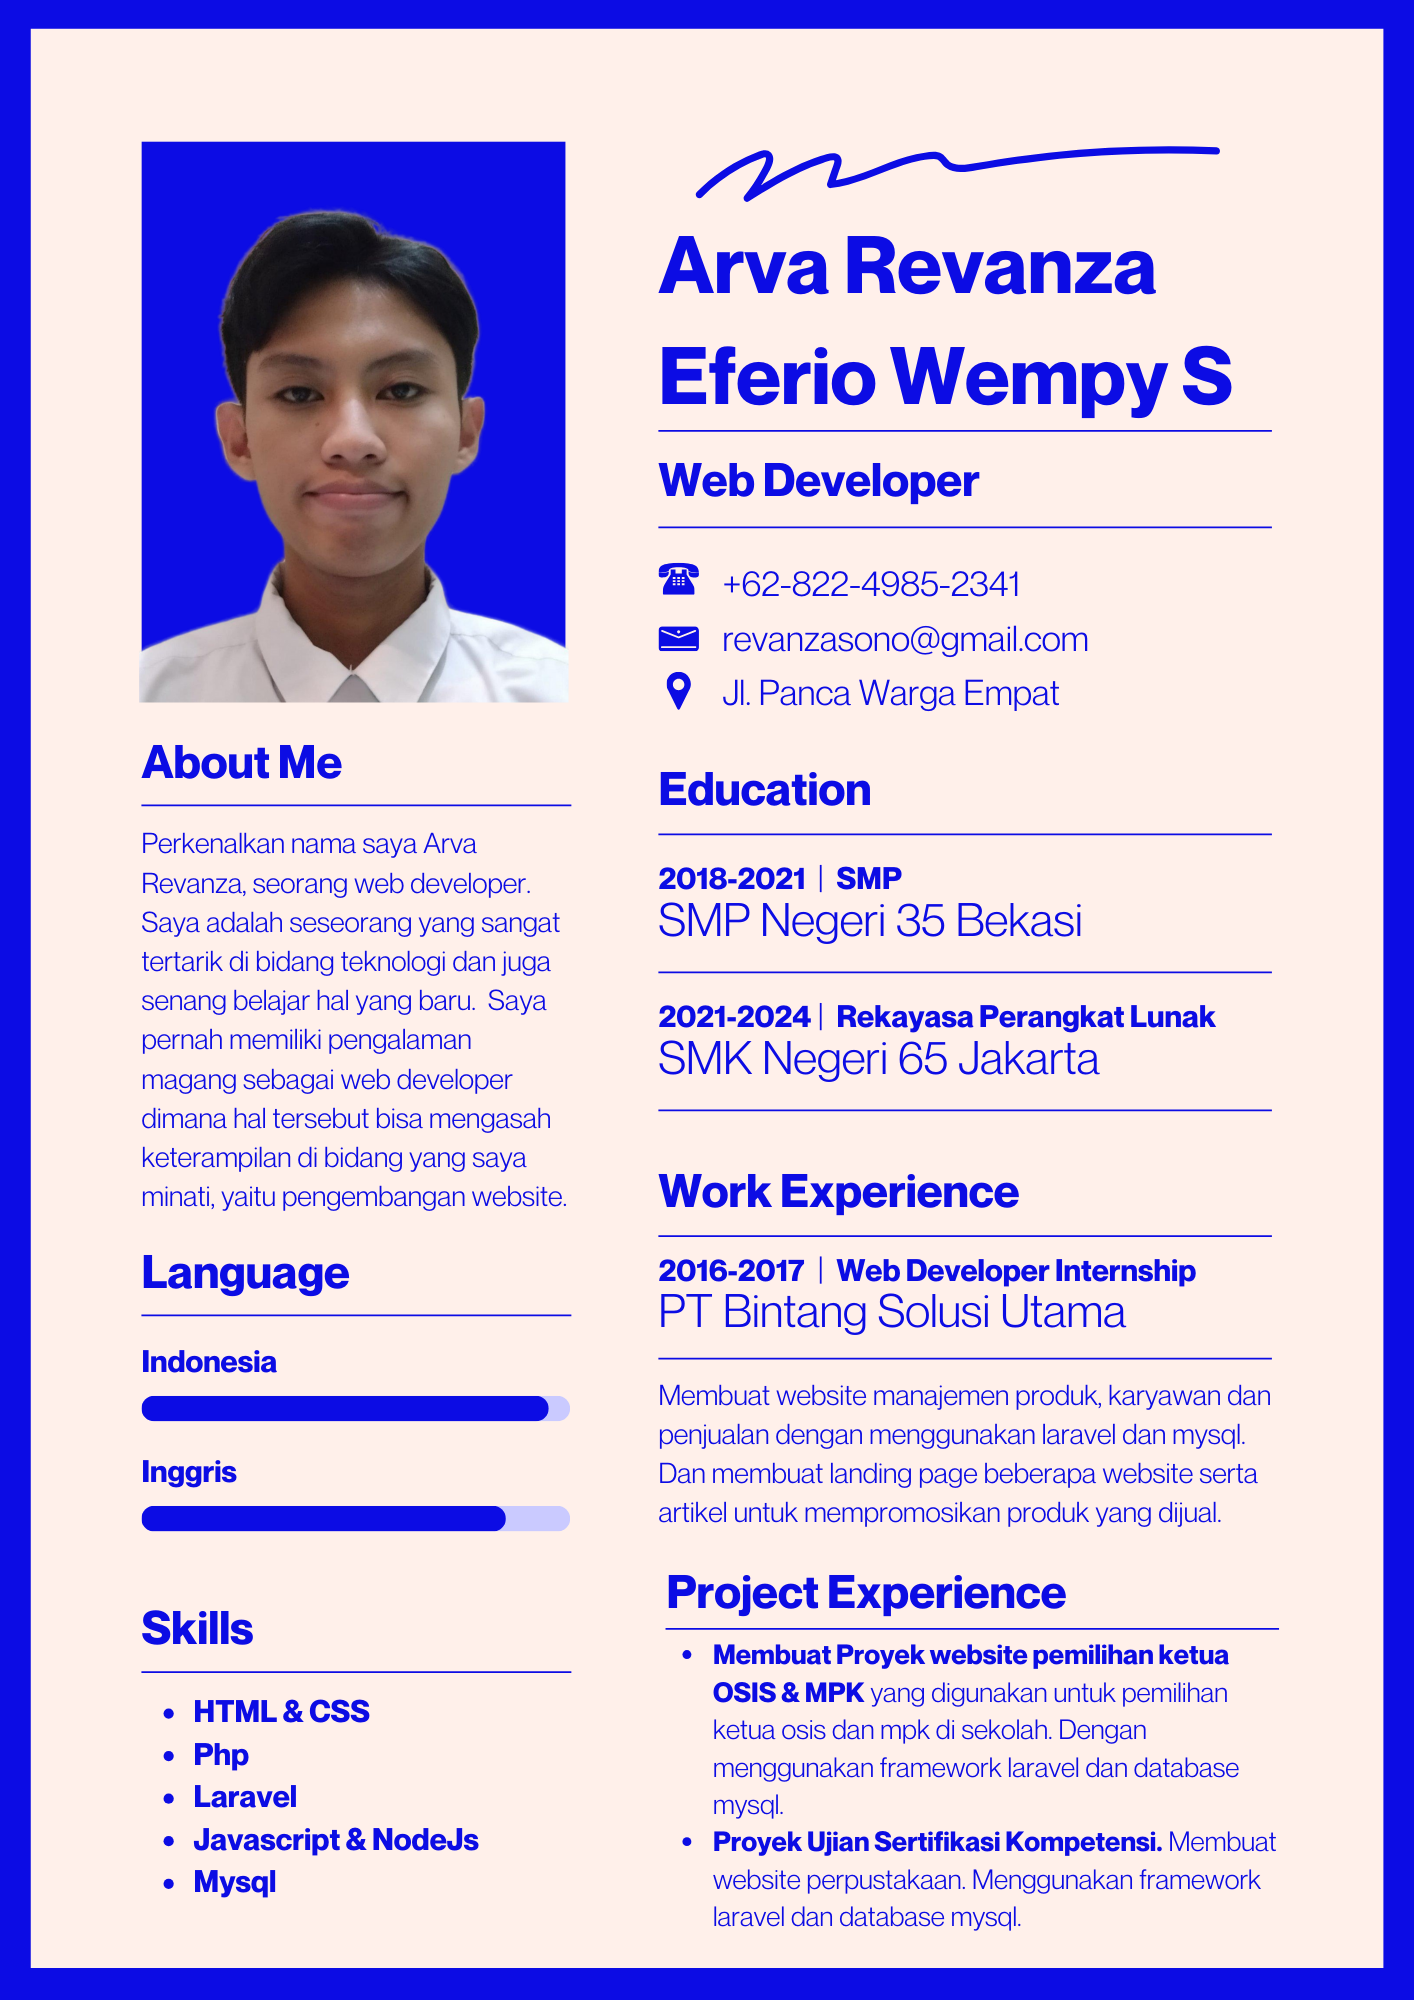 Arva Revanza
Eferio Wempy S
Web Developer
+62-822-4985-2341
revanzasono@gmail.com
Jl. Panca Warga Empat
About Me
Perkenalkan nama saya Arva
Revanza, seorang web developer.
Saya adalah seseorang yang sangat
tertarik di bidang teknologi dan juga
senang belajar hal yang baru.  Saya
pernah memiliki pengalaman
magang sebagai web developer
dimana hal tersebut bisa mengasah
keterampilan di bidang yang saya
minati, yaitu pengembangan website.
Language
Indonesia
Inggris
Skills
• HTML & CSS
• Php
• Laravel
• Javascript & NodeJs
• Mysql
Education
2018-2021 | SMP
SMP Negeri 35 Bekasi
2021-2024 | Rekayasa Perangkat Lunak
SMK Negeri 65 Jakarta
Work Experience
2016-2017 | Web Developer Internship
PT Bintang Solusi Utama
Membuat website manajemen produk, karyawan dan
penjualan dengan menggunakan laravel dan mysql.
Dan membuat landing page beberapa website serta
artikel untuk mempromosikan produk yang dijual.
Project Experience
• Membuat Proyek website pemilihan ketua
OSIS & MPK yang digunakan untuk pemilihan
ketua osis dan mpk di sekolah. Dengan
menggunakan framework laravel dan database
mysql.
• Proyek Ujian Sertifikasi Kompetensi. Membuat
website perpustakaan. Menggunakan framework
laravel dan database mysql.